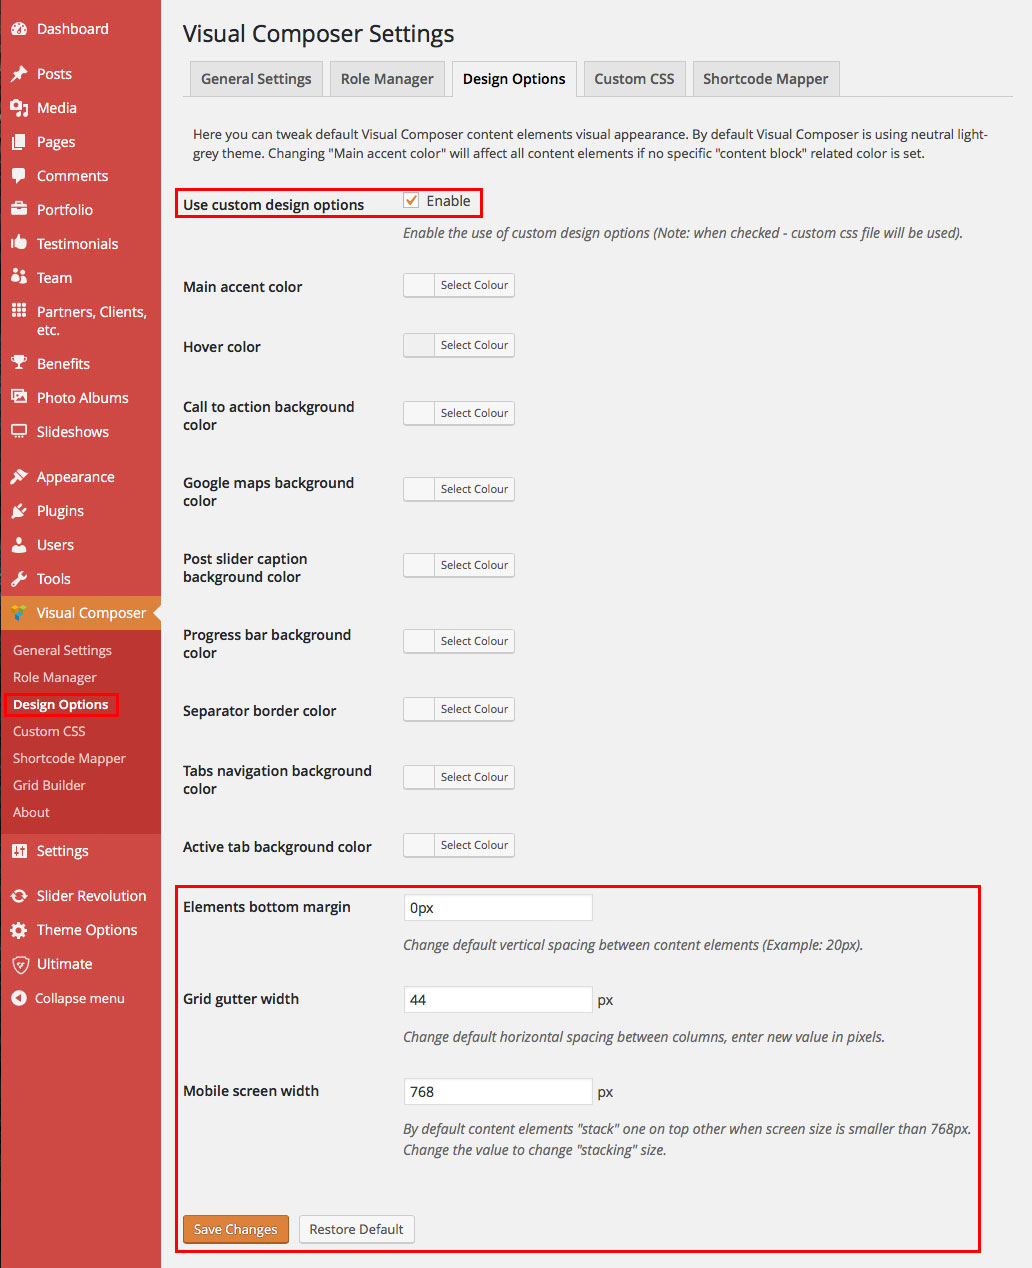 Dashboard
Posts
Media
Pages
Comments
Portfolio
Testimonials
Team
Partners, Clients,
etc.
Benefits
Photo Albums
Slideshows
Appearance
Plugins
Users
Tools
Visual Composer
General Settings
Role Manager
Design Options
Custom CSS
Shortcode Mapper
Grid Builder
About
Settings
Slider Revolution
Theme Options
Ultimate
Collapse menu
Visual Composer Settings
General Settings
Role Manager
Design Options
Custom CSS
Shortcode Mapper
Here you can tweak default Visual Composer content elements visual appearance. By default Visual Composer is using neutral light-
grey theme. Changing "Main accent color" will affect all content elements if no specific "content block" related color is set.
Use custom design options
Enable
Enable the use of custom design options (Note: when checked - custom css file will be used).
Main accent color
Select Colour
Hover color
Select Colour
Call to action background
color
Select Colour
Google maps background
color
Select Colour
Post slider caption
background color
Select Colour
Progress bar background
color
Select Colour
Separator border color
Select Colour
Tabs navigation background
color
Select Colour
Active tab background color
Select Colour
Elements bottom margin
0px
Change default vertical spacing between content elements (Example: 20px).
Grid gutter width
44 px
Change default horizontal spacing between columns, enter new value in pixels.
Mobile screen width
768 px
By default content elements "stack" one on top other when screen size is smaller than 768px.
Change the value to change "stacking" size.
Save Changes
Restore Default